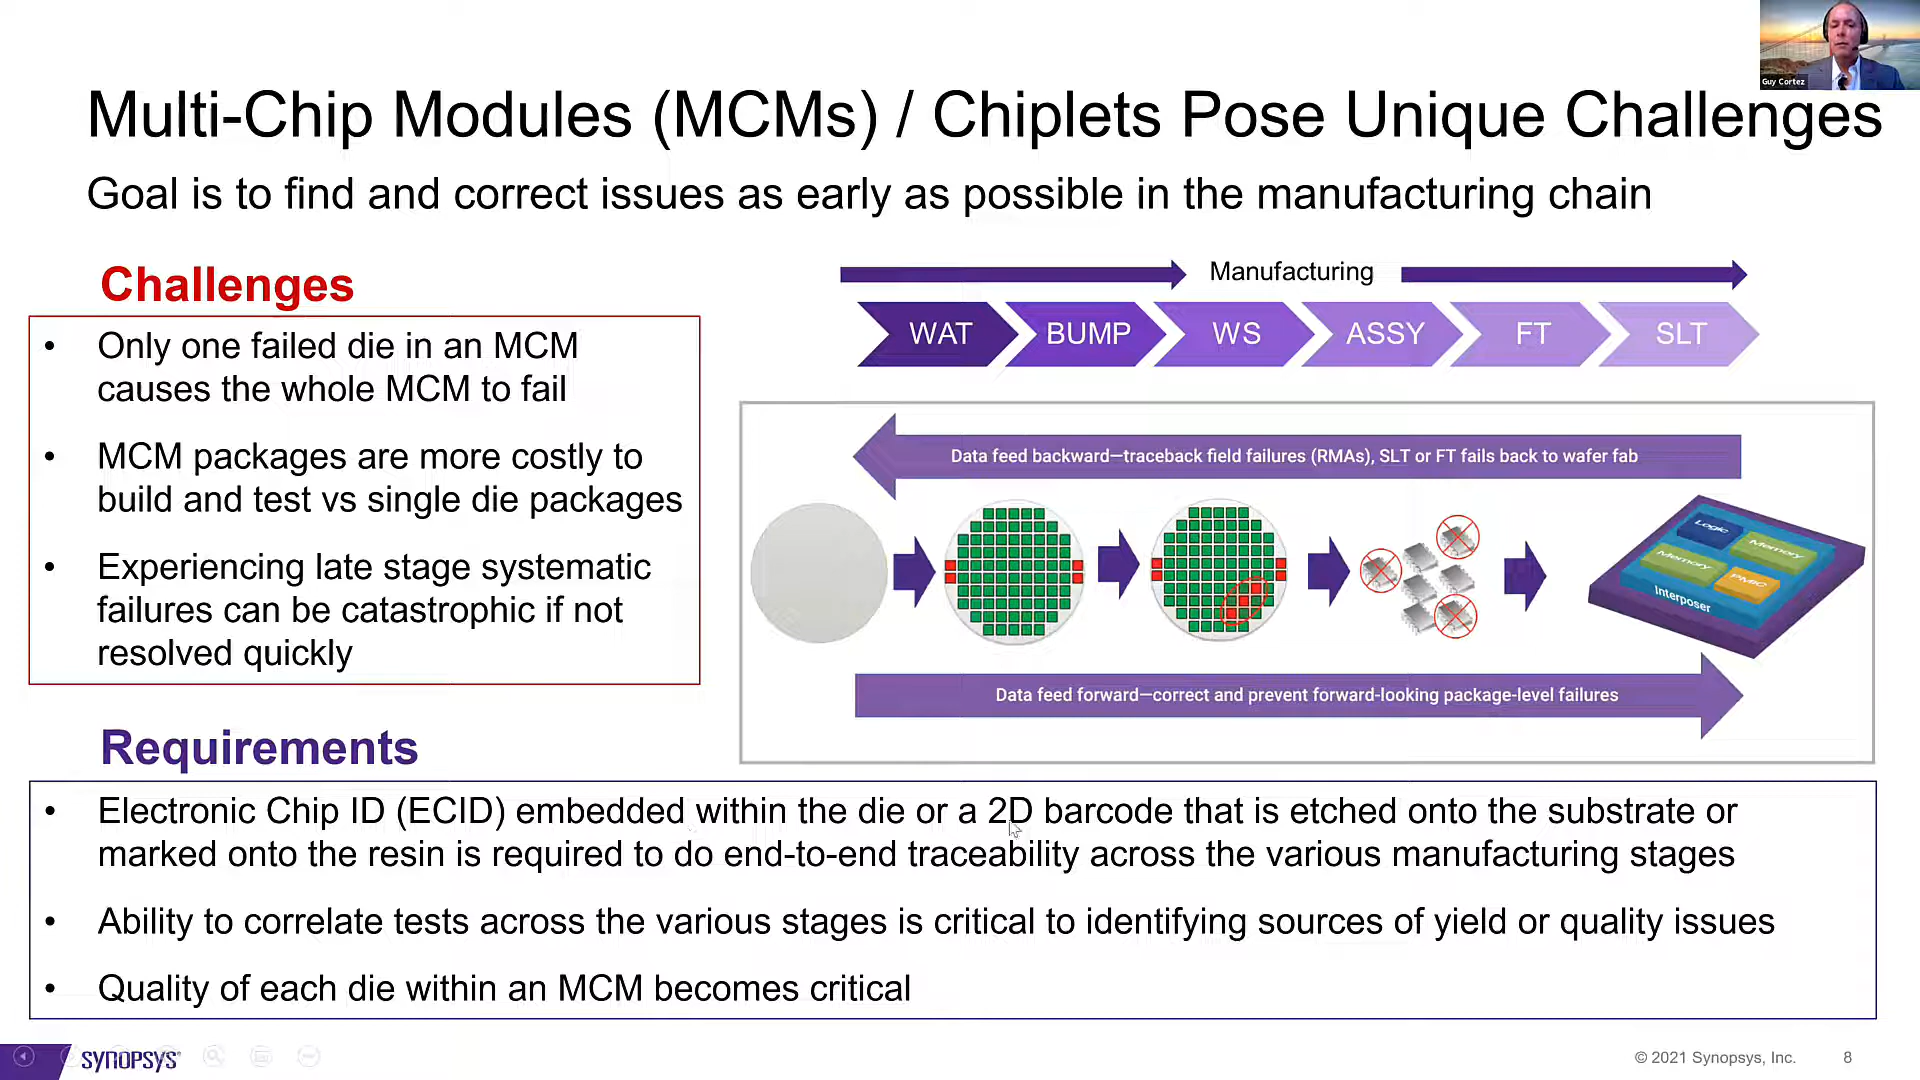 Guy Cortez
Multi-Chip Modules (MCMs) / Chiplets Pose Unique Challenges
Goal is to find and correct issues as early as possible in the manufacturing chain
Challenges
• Only one failed die in an MCM
causes the whole MCM to fail
• MCM packages are more costly to
build and test vs single die packages
• Experiencing late stage systematic
failures can be catastrophic if not
resolved quickly
Manufacturing
WAT BUMP WS ASSY FT SLT
Data feed backward—traceback field failures (RMAs), SLT or FT fails back to wafer fab
Logic
Memory
Memory
PMIC
Interposer
Data feed forward—correct and prevent forward-looking package-level failures
Requirements
• Electronic Chip ID (ECID) embedded within the die or a 2D barcode that is etched onto the substrate or
marked onto the resin is required to do end-to-end traceability across the various manufacturing stages
• Ability to correlate tests across the various stages is critical to identifying sources of yield or quality issues
• Quality of each die within an MCM becomes critical
SYNOPSYS®
© 2021 Synopsys, Inc. 8